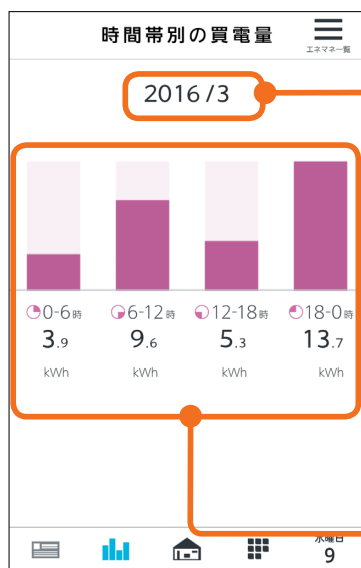 時間帯別の買電量
エネマネ一覧
2016/3
0-6時 6-12時 12-18時 18-0時
3.9 9.6 5.3 13.7
kWh kWh kWh kWh
水曜日
9